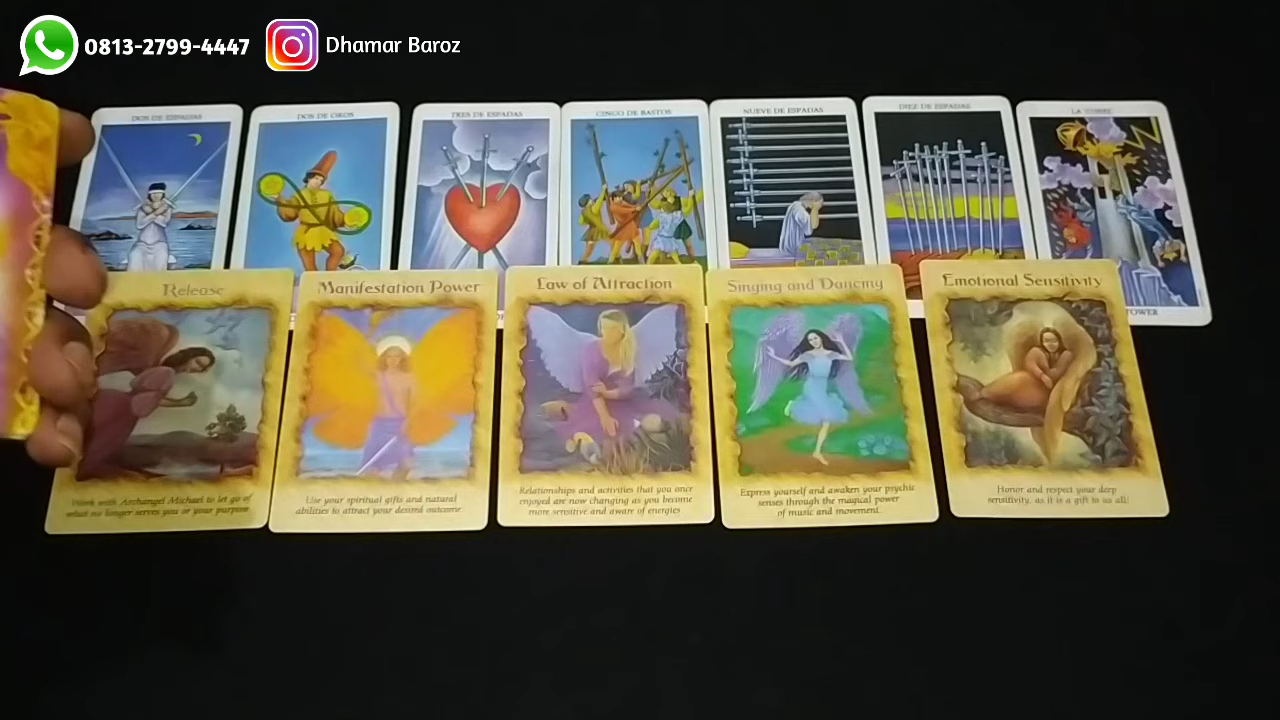 0813-2799-4447
Dhamar Baroz
DOS DE ESPADAS
DOS DE OROS
TRES DE ESPADAS
CINCO DE BASTOS
NUEVE DE ESPADAS
DIEZ DE ESPADAS
LA TORRE
TOWER
Release
Work with Archangel Michael to let go of
what no longer serves you or your purpose
Manifestation Power
Use your spiritual gifts and natural
abilities to attract your desired outcome.
Law of Attraction
Relationships and activities that you once
enjoyed are now changing as you become
more sensitive and aware of energies
Singing and Dancing
Express yourself and awaken your psychic
senses through the magical power
of music and movement.
Emotional Sensitivity
Honor and respect your deep
sensitivity, as it is a gift to us all!